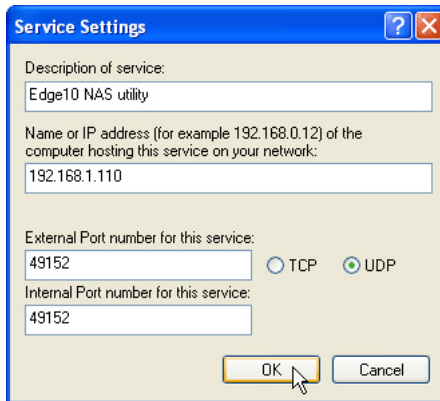 Service Settings
Description of service:
Edge10 NAS utility
Name or IP address (for example 192.168.0.12) of the
computer hosting this service on your network:
192.168.1.110
External Port number for this service:
49152
TCP
UDP
Internal Port number for this service:
49152
OK
Cancel